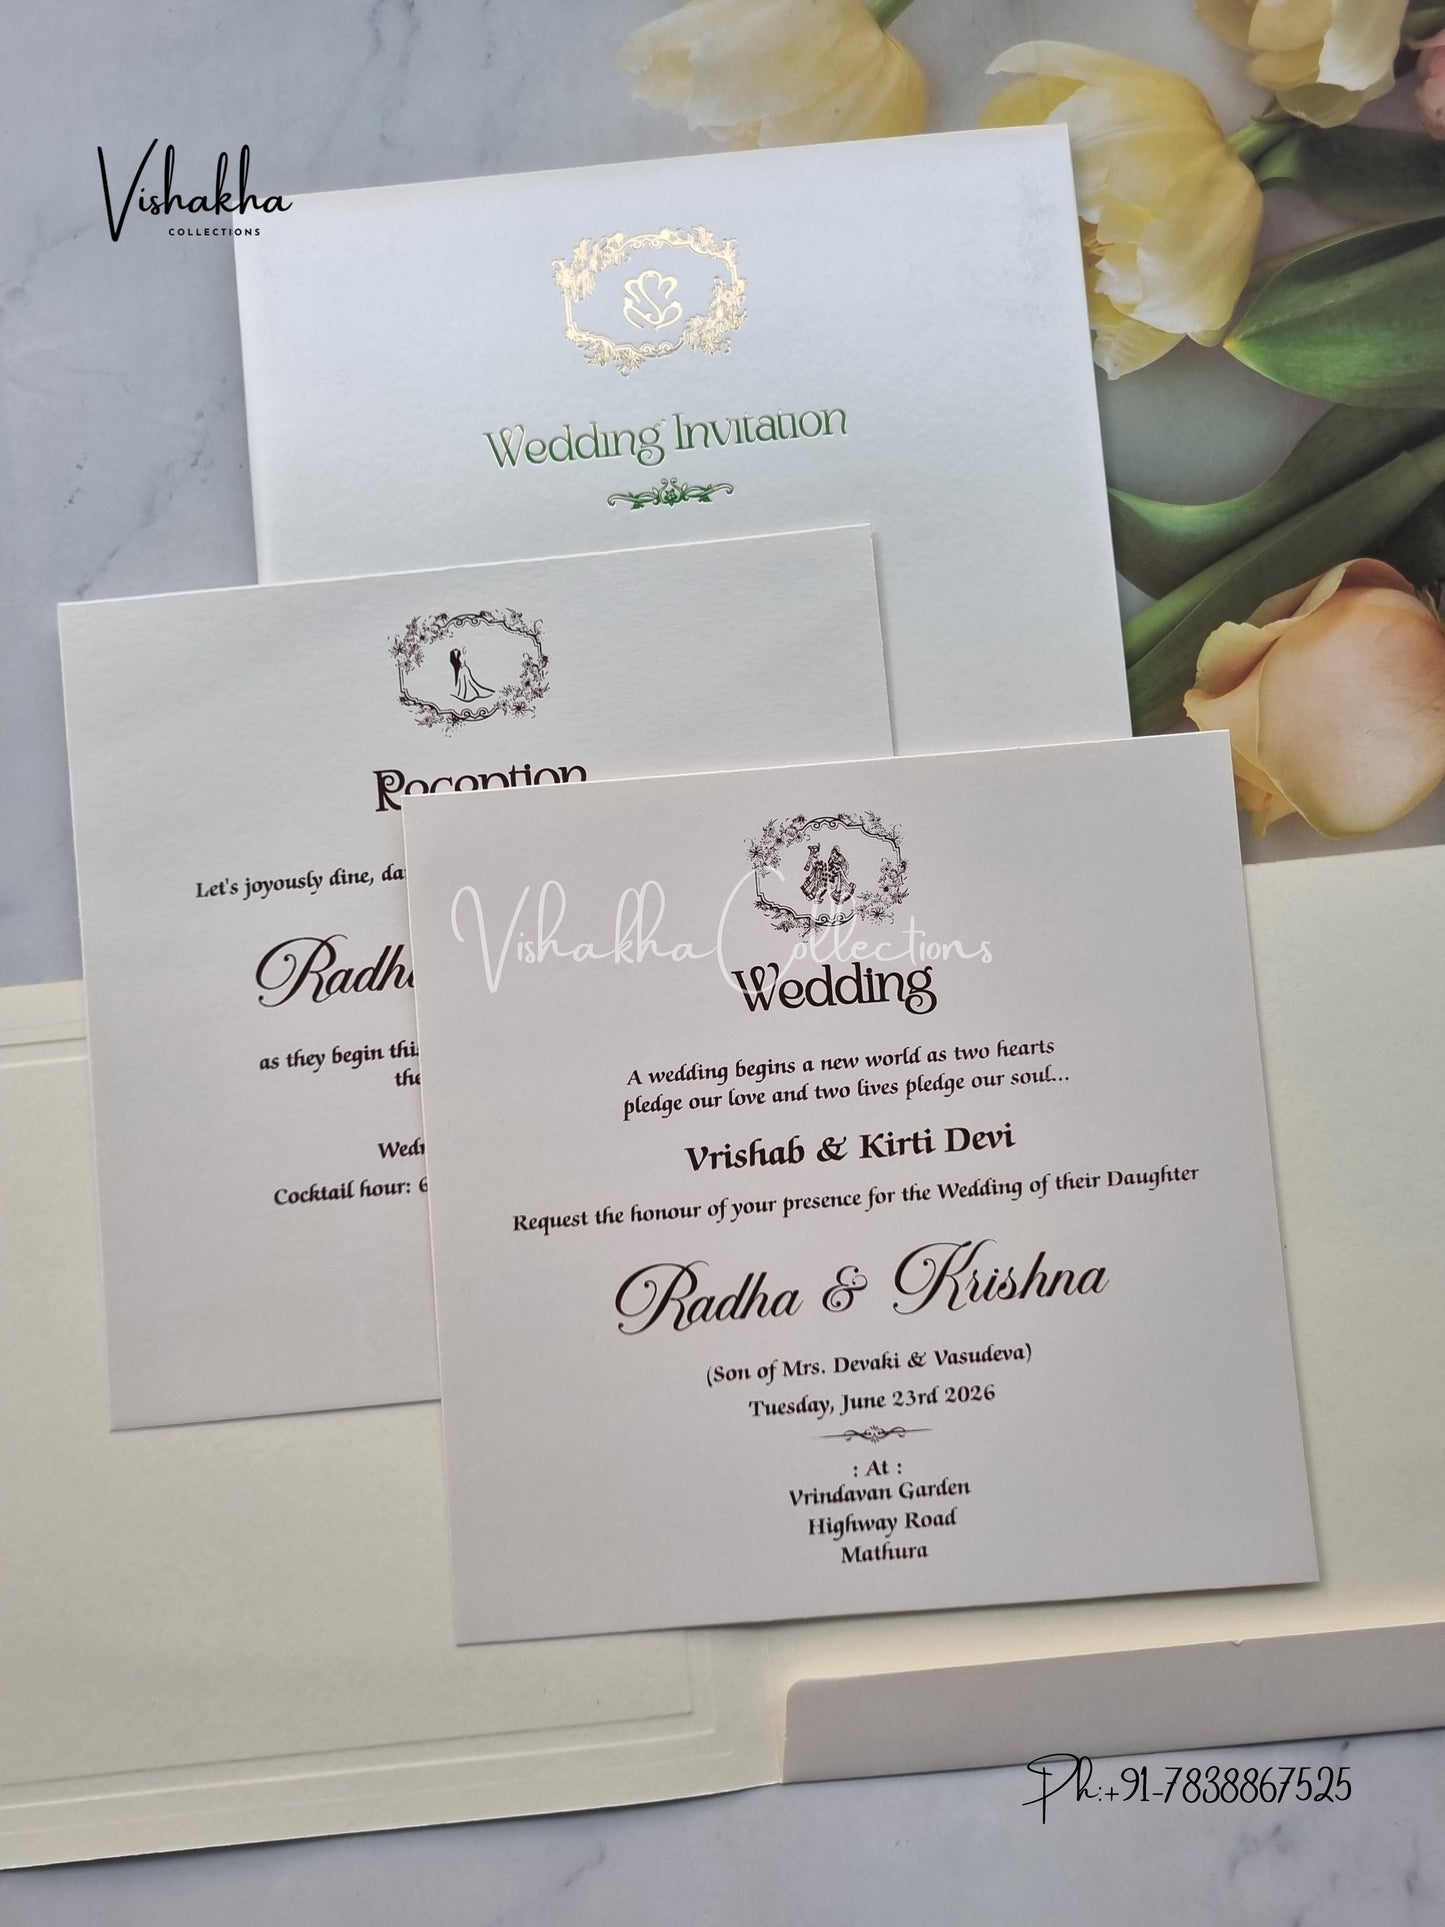 Vishakha
COLLECTIONS
Wedding Invitation
Reception
Let's joyously dine,
Radha
as they begin
Cocktail hour: 6
Vishakha Collections
Wedding
A wedding begins a new world as two hearts
pledge our love and two lives pledge our soul...
Vrishab & Kirti Devi
Request the honour of your presence for the Wedding of their Daughter
Radha & Krishna
(Son of Mrs. Devaki & Vasudeva)
Tuesday, June 23rd 2026
: At :
Vrindavan Garden
Highway Road
Mathura
Ph:+91-7838867525